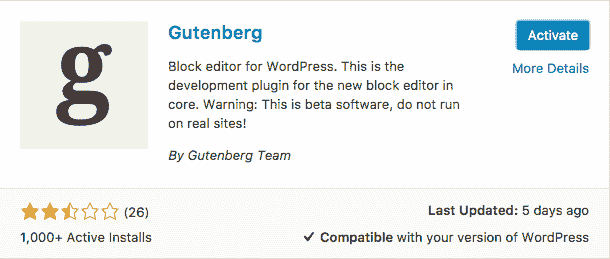 g
Gutenberg
Activate
More Details
Block editor for WordPress. This is the
development plugin for the new block editor in
core. Warning: This is beta software, do not run
on real sites!
By Gutenberg Team
(26)
1,000+ Active Installs
Last Updated: 5 days ago
Compatible with your version of WordPress